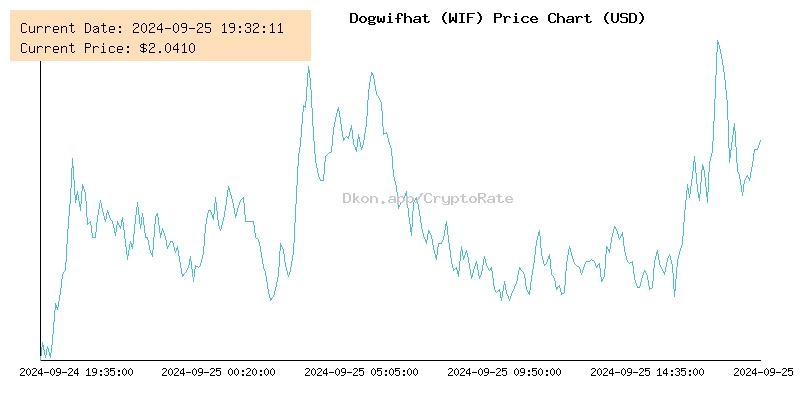 Dogwifhat (WIF) Price Chart (USD)
Current Date: 2024-09-25 19:32:11
Current Price: $2.0410
Dkon.app/CryptoRate
2024-09-24 19:35:00 2024-09-25 00:20:00 2024-09-25 05:05:00 2024-09-25 09:50:00 2024-09-25 14:35:00 2024-09-25